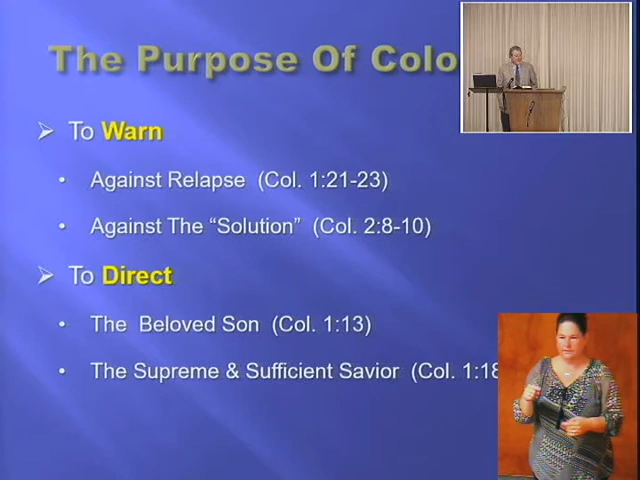 The Purpose Of Colo
➢ To Warn
• Against Relapse (Col. 1:21-23)
• Against The “Solution” (Col. 2:8-10)
➢ To Direct
• The Beloved Son (Col. 1:13)
• The Supreme & Sufficient Savior (Col. 1:18